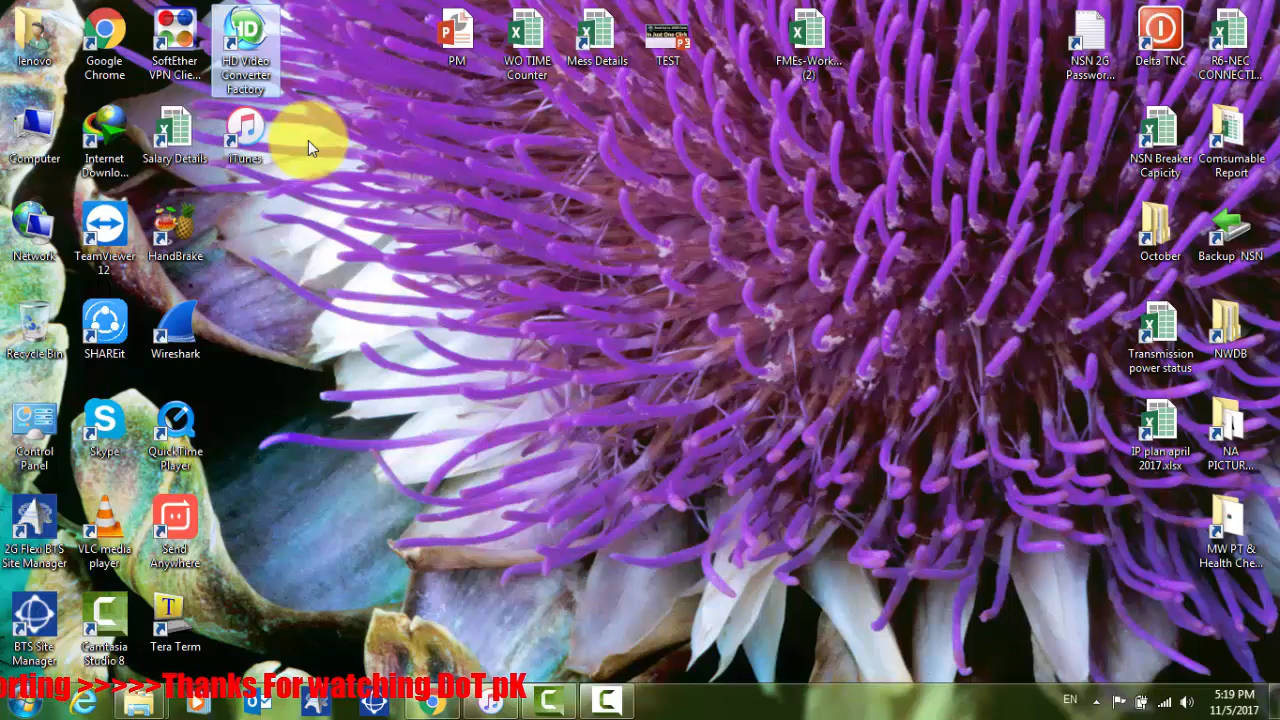 lenovo
Google
Chrome
SoftEther
VPN Clie...
HD
HD Video
Converter
Factory
PM
WO TIME
Counter
Mess Details
TEST
FMEs-Work...
(2)
NSN 2G
Passwor...
Delta TNC
R6-NEC
CONNECTI...
Computer
Internet
Downlo...
Salary Details
iTunes
NSN Breaker
Capicity
Comsumable
Report
Network
TeamViewer
12
HandBrake
October
Backup_NSN
Recycle Bin
SHAREit
Wireshark
Transmission
power status
NWDB
Control
Panel
Skype
QuickTime
Player
IP plan april
2017.xlsx
NA
PICTUR...
2G Flexi BTS
Site Manager
VLC media
player
Send
Anywhere
MW PT &
Health Che...
BTS Site
Manager
Camtasia
Studio 8
Tera Term
orting >>>>>Thanks For watching DoT pK
EN
5:19 PM
11/5/2017